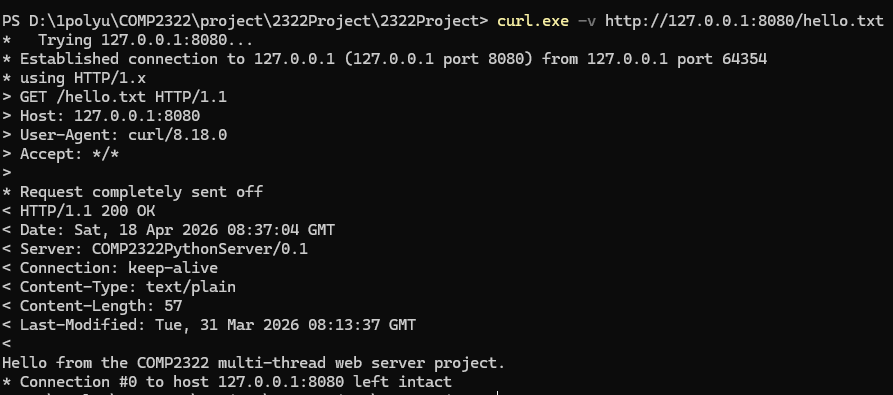 PS D:\1polyu\COMP2322\project\2322Project\2322Project> curl.exe -v http://127.0.0.1:8080/hello.txt
*   Trying 127.0.0.1:8080...
* Established connection to 127.0.0.1 (127.0.0.1 port 8080) from 127.0.0.1 port 64354
* using HTTP/1.x
> GET /hello.txt HTTP/1.1
> Host: 127.0.0.1:8080
> User-Agent: curl/8.18.0
> Accept: */*
>
* Request completely sent off
< HTTP/1.1 200 OK
< Date: Sat, 18 Apr 2026 08:37:04 GMT
< Server: COMP2322PythonServer/0.1
< Connection: keep-alive
< Content-Type: text/plain
< Content-Length: 57
< Last-Modified: Tue, 31 Mar 2026 08:13:37 GMT
<
Hello from the COMP2322 multi-thread web server project.
* Connection #0 to host 127.0.0.1:8080 left intact